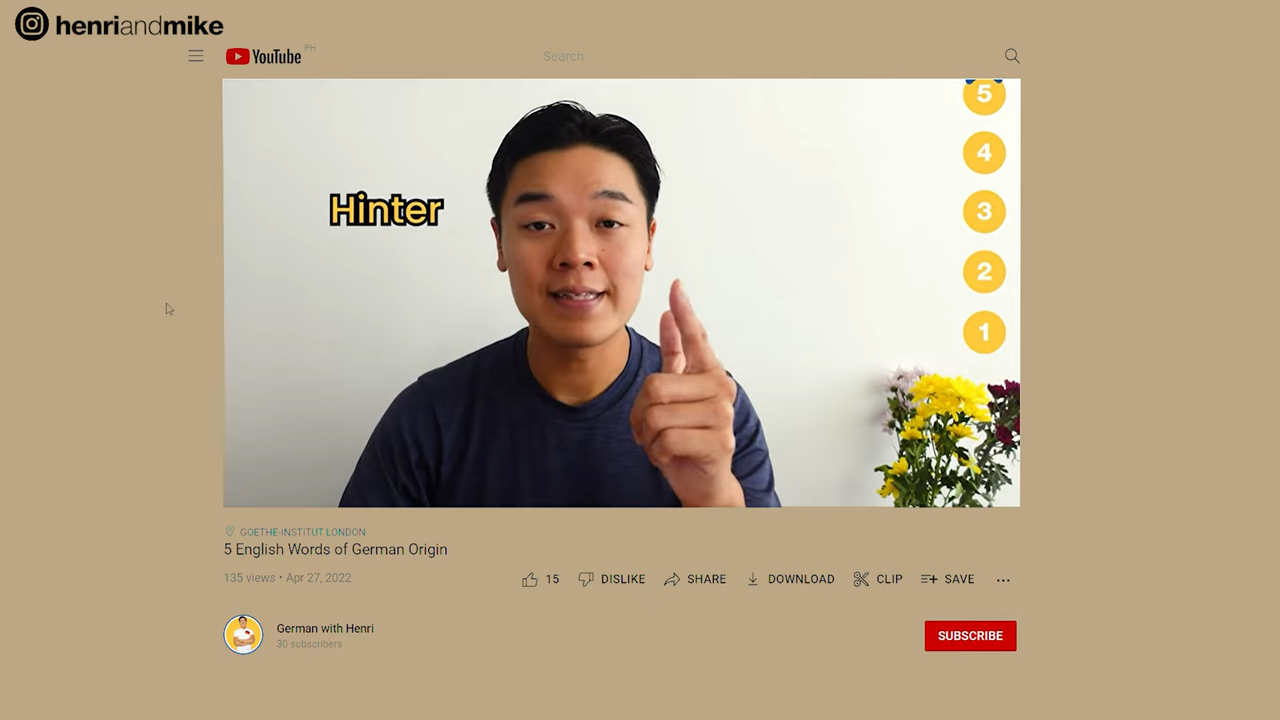 henriandmike
YouTube PH
Search
Hinter
5
4
3
2
1
GOETHE-INSTITUT LONDON
5 English Words of German Origin
135 views • Apr 27, 2022
15 DISLIKE SHARE DOWNLOAD CLIP SAVE ...
German with Henri
30 subscribers
SUBSCRIBE